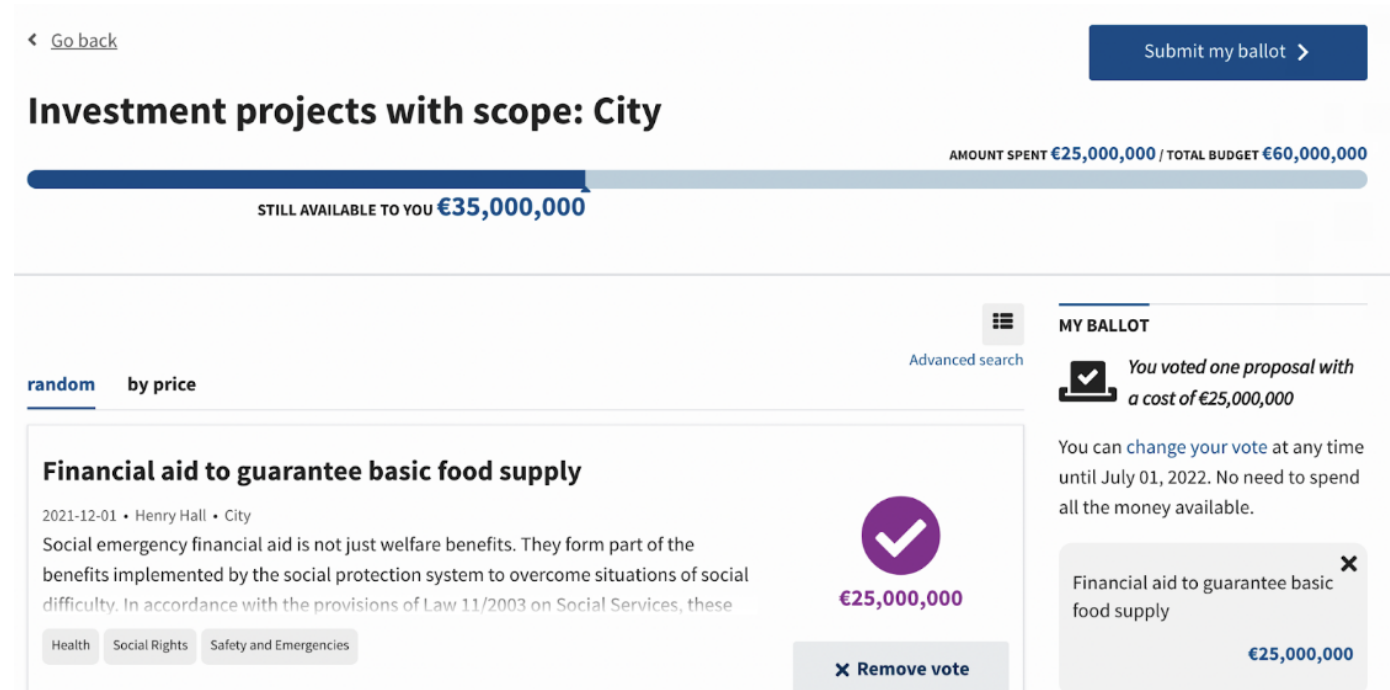 Go back
Submit my ballot
Investment projects with scope: City
AMOUNT SPENT €25,000,000 / TOTAL BUDGET €60,000,000
STILL AVAILABLE TO YOU €35,000,000
Advanced search
random by price
Financial aid to guarantee basic food supply
2021-12-01 • Henry Hall • City
Social emergency financial aid is not just welfare benefits. They form part of the
benefits implemented by the social protection system to overcome situations of social
difficulty. In accordance with the provisions of Law 11/2003 on Social Services, these
Health Social Rights Safety and Emergencies
€25,000,000
Remove vote
MY BALLOT
You voted one proposal with
a cost of €25,000,000
You can change your vote at any time
until July 01, 2022. No need to spend
all the money available.
Financial aid to guarantee basic
food supply
€25,000,000